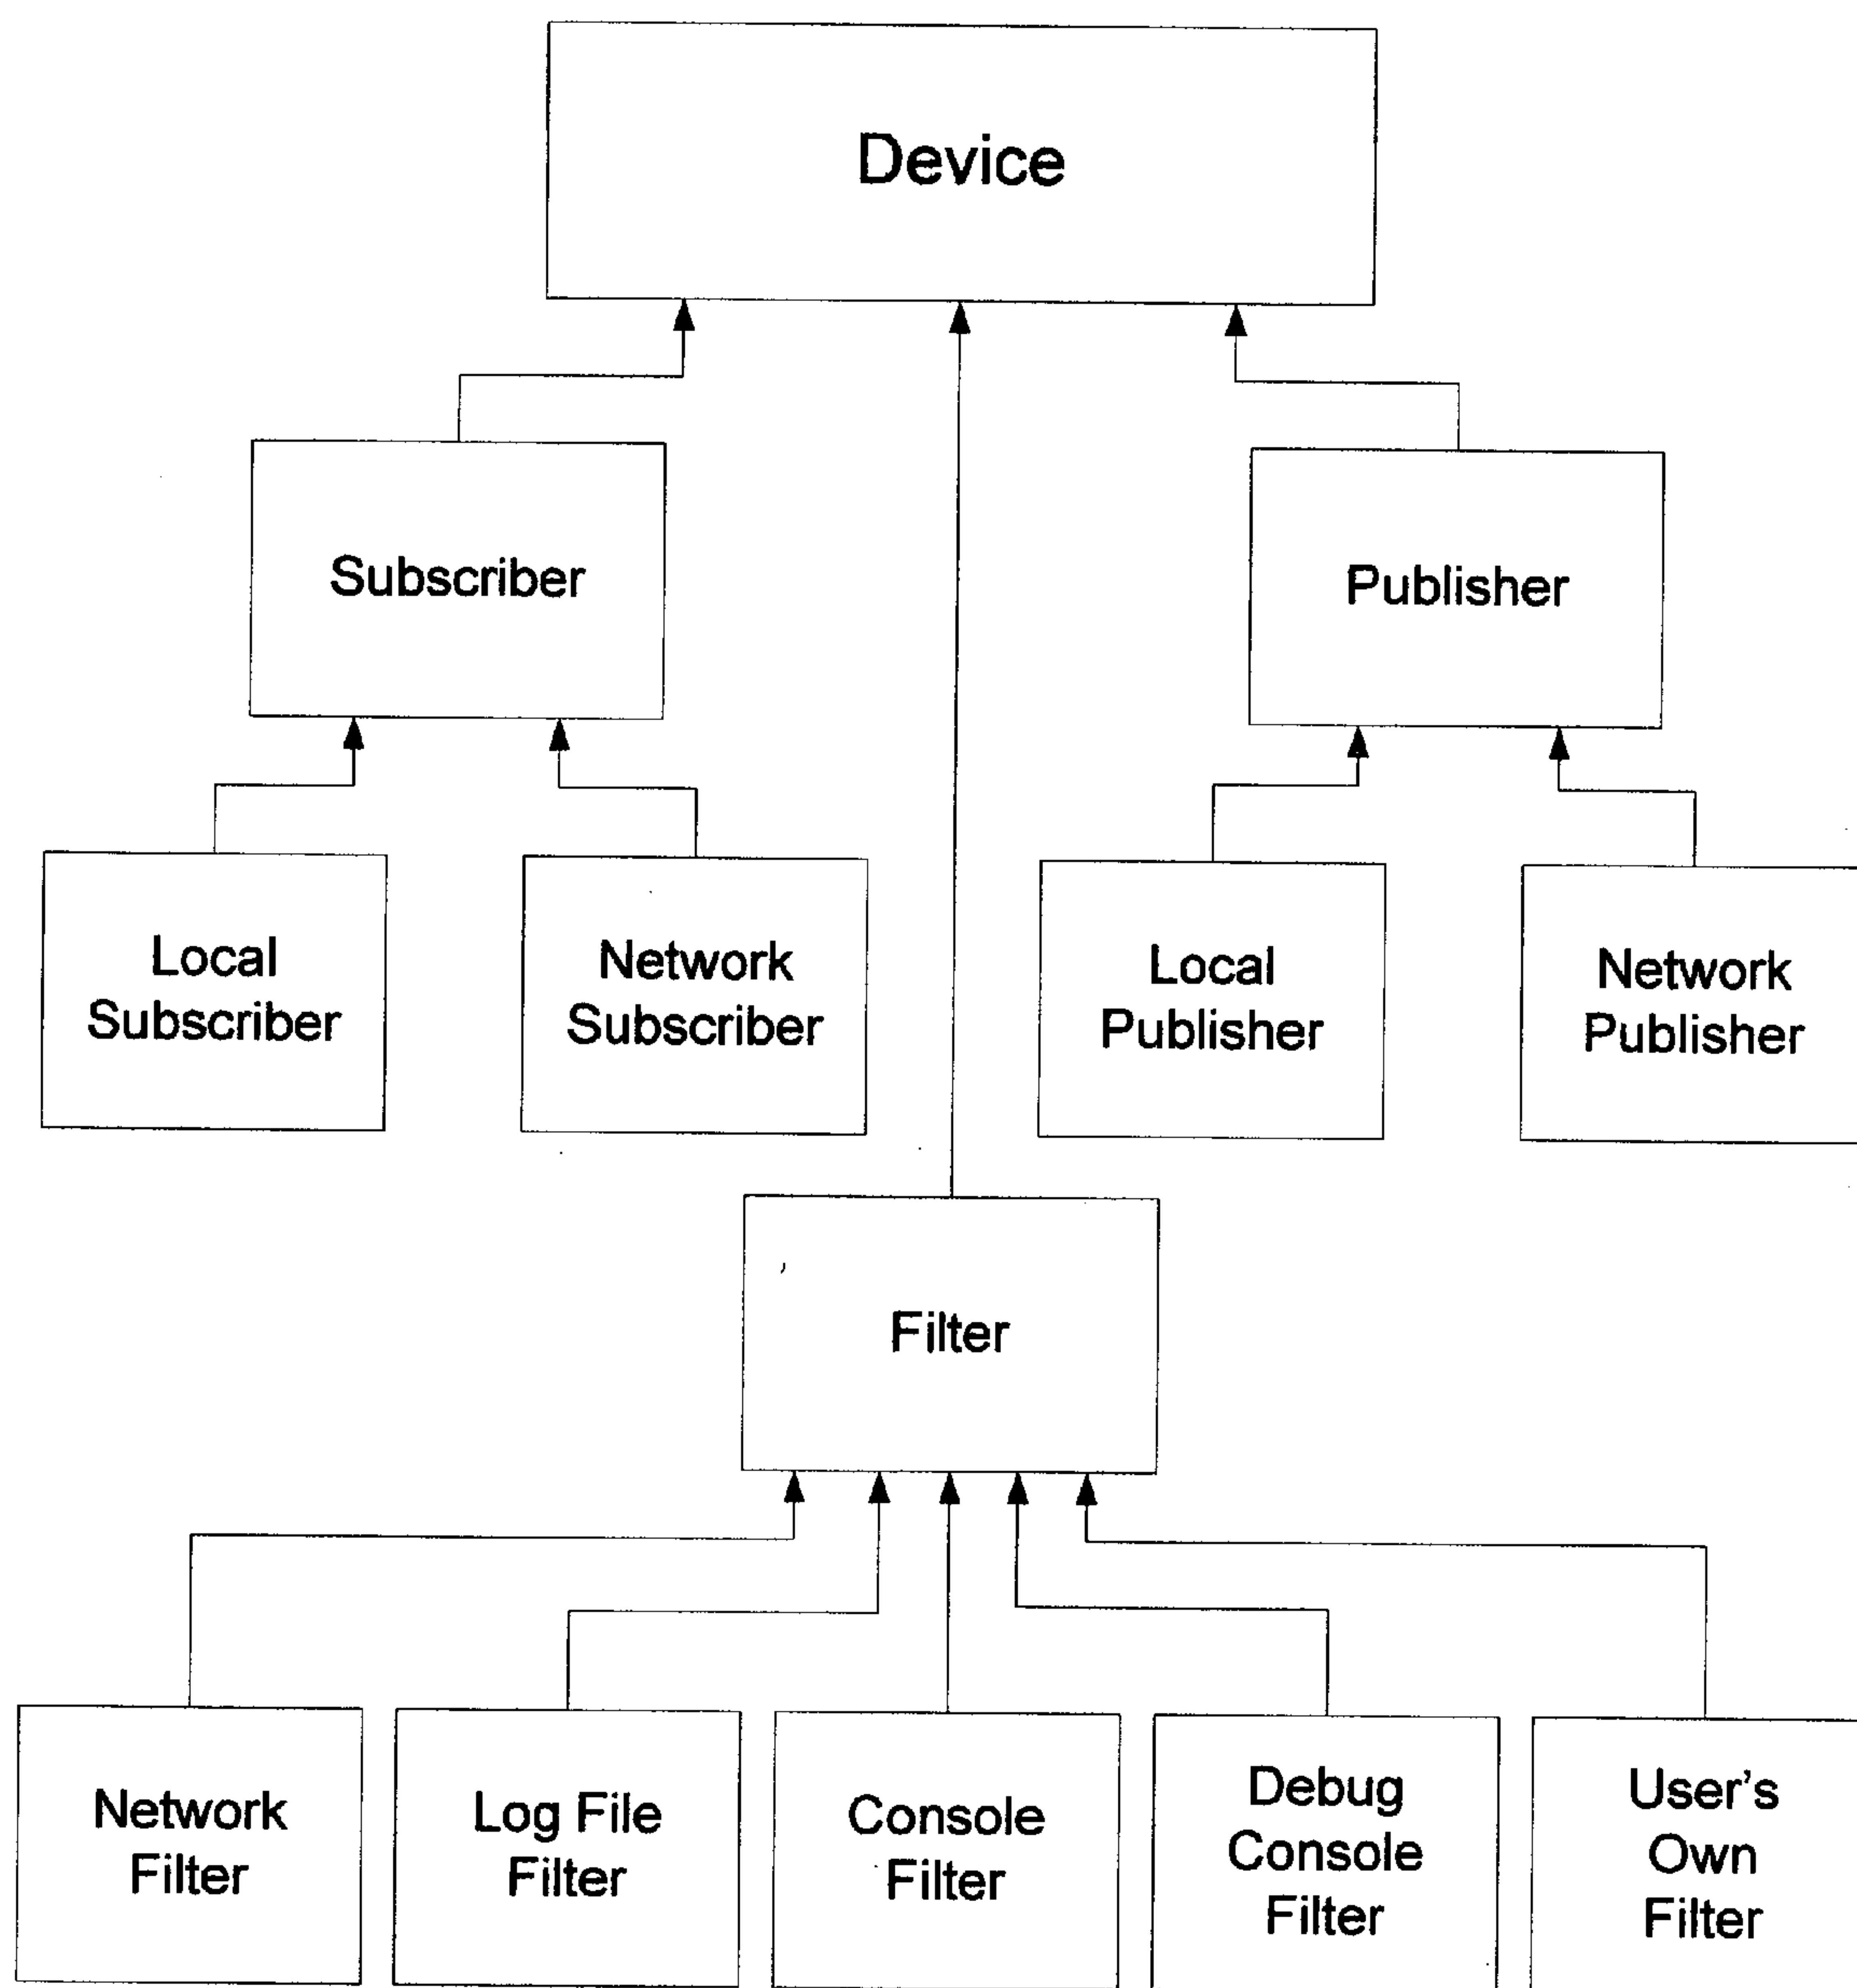 Device
Subscriber
Publisher
Local
Subscriber
Network
Subscriber
Local
Publisher
Network
Publisher
Filter
Network
Filter
Log File
Filter
Console
Filter
Debug
Console
Filter
User's
Own
Filter